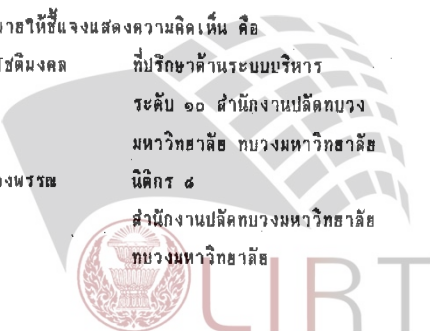 มายให้ชี้แจงแสดงความคิดเห็น คือ
โชติมงคล ที่ปรึกษาด้านระบบบริหาร
ระดับ ๑๐ สำนักงานปลัดทบวง
มหาวิทยาลัย ทบวงมหาวิทยาลัย
งพรรณ นิติกร ๘
สำนักงานปลัดทบวงมหาวิทยาลัย
ทบวงมหาวิทยาลัย
LIRT